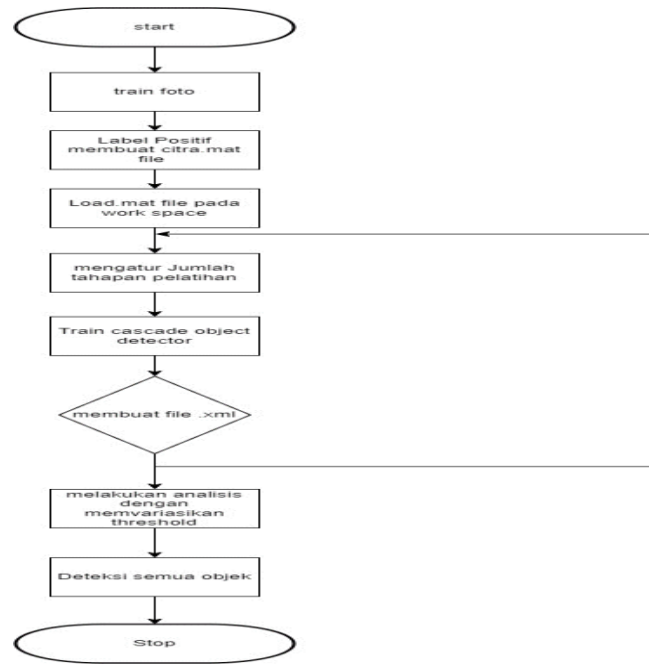 start
train foto
Label Positif
membuat citra.mat
file
Load.mat file pada
work space
mengatur Jumlah
tahapan pelatihan
Train cascade object
detector
membuat file .xml
melakukan analisis
dengan
memvariasikan
threshold
Deteksi semua objek
Stop